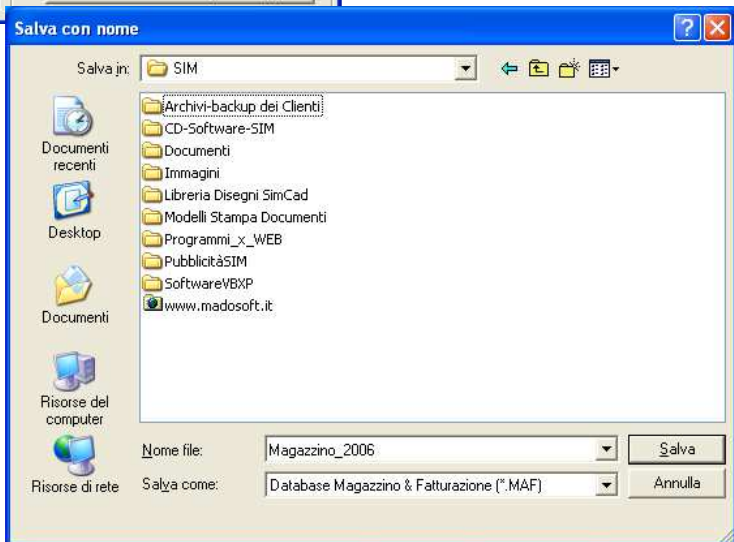 Salva con nome
Salva in: SIM
Documenti recenti
Desktop
Documenti
Risorse del computer
Risorse di rete
Archivi-backup dei Clienti
CD-Software-SIM
Documenti
Immagini
Libreria Disegni SimCad
Modelli Stampa Documenti
Programmi_x_WEB
PubblicitàSIM
SoftwareVBXP
www.madosoft.it
Nome file: Magazzino_2006 Salva
Salva come: Database Magazzino & Fatturazione (*.MAF) Annulla